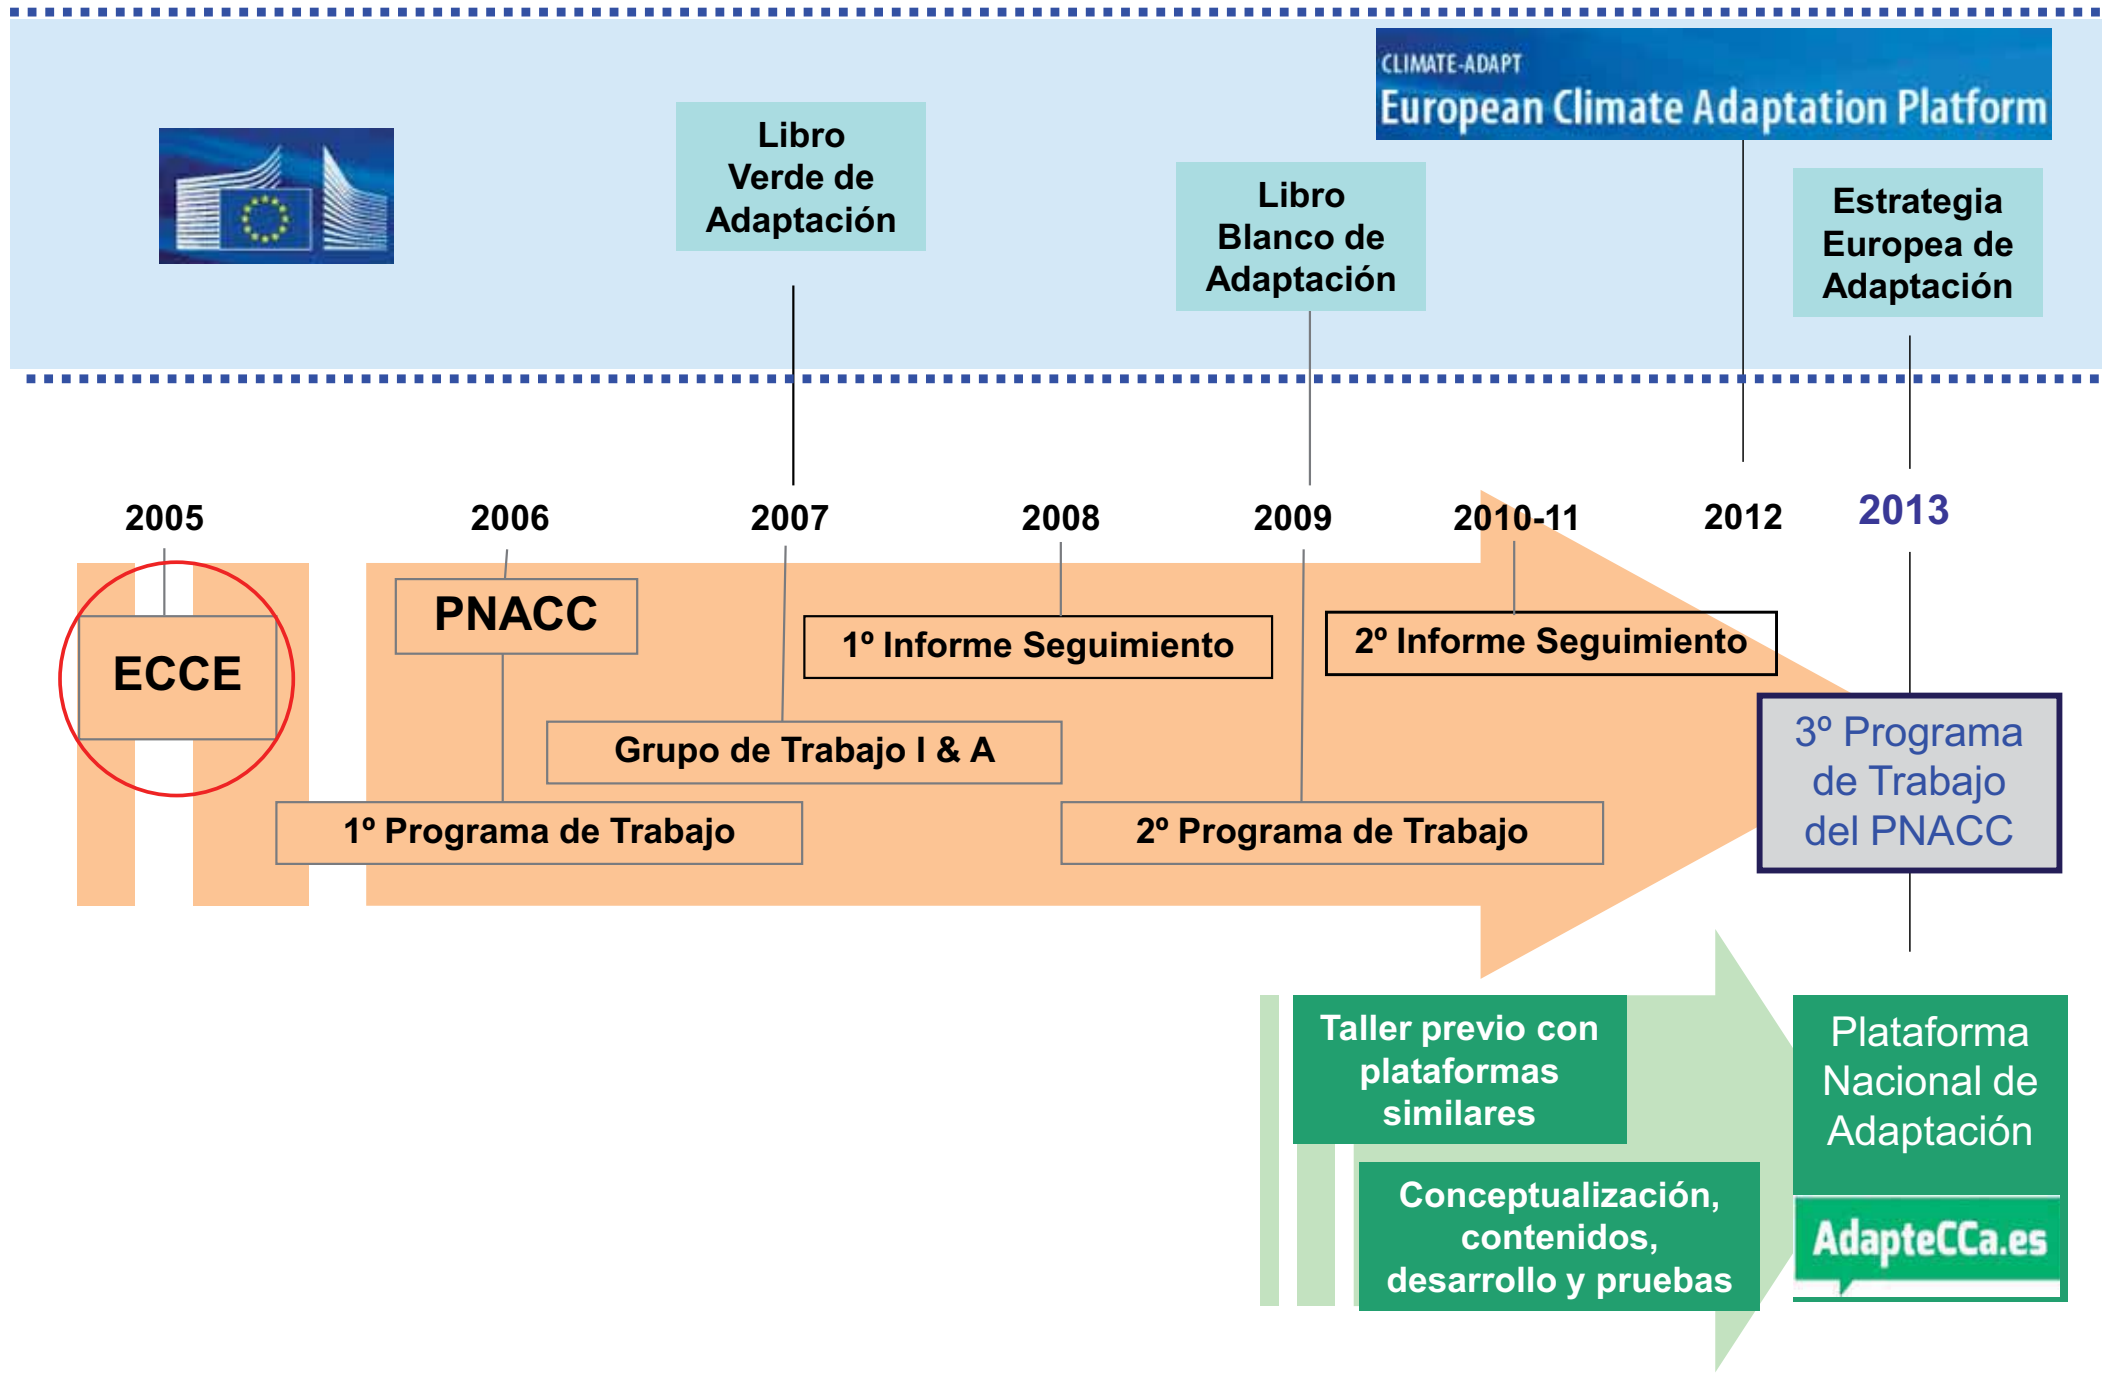 CLIMATE-ADAPT
European Climate Adaptation Platform
Libro
Verde de
Adaptación
Libro
Blanco de
Adaptación
Estrategia
Europea de
Adaptación
2005
2006
2007
2008
2009
2010-11
2012
2013
ECCE
PNACC
1º Informe Seguimiento
2º Informe Seguimiento
Grupo de Trabajo I & A
1º Programa de Trabajo
2º Programa de Trabajo
3º Programa
de Trabajo
del PNACC
Taller previo con
plataformas
similares
Conceptualización,
contenidos,
desarrollo y pruebas
Plataforma
Nacional de
Adaptación
AdapteCCa.es